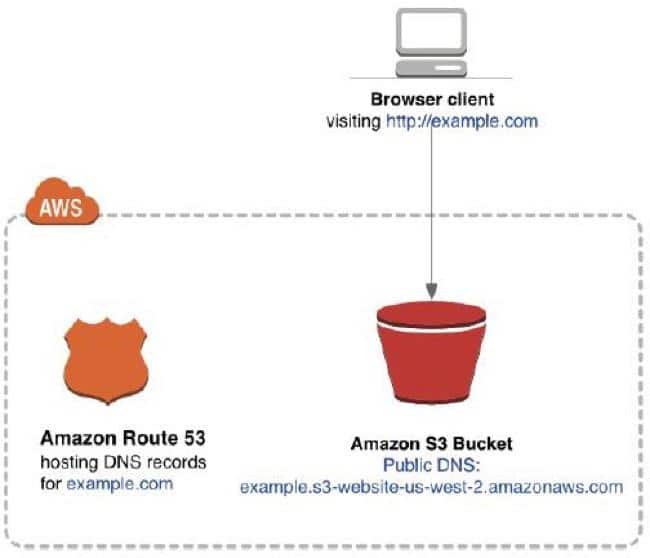 Browser client
visiting http://example.com
AWS
Amazon Route 53
hosting DNS records
for example.com
Amazon S3 Bucket
Public DNS:
example.s3-website-us-west-2.amazonaws.com